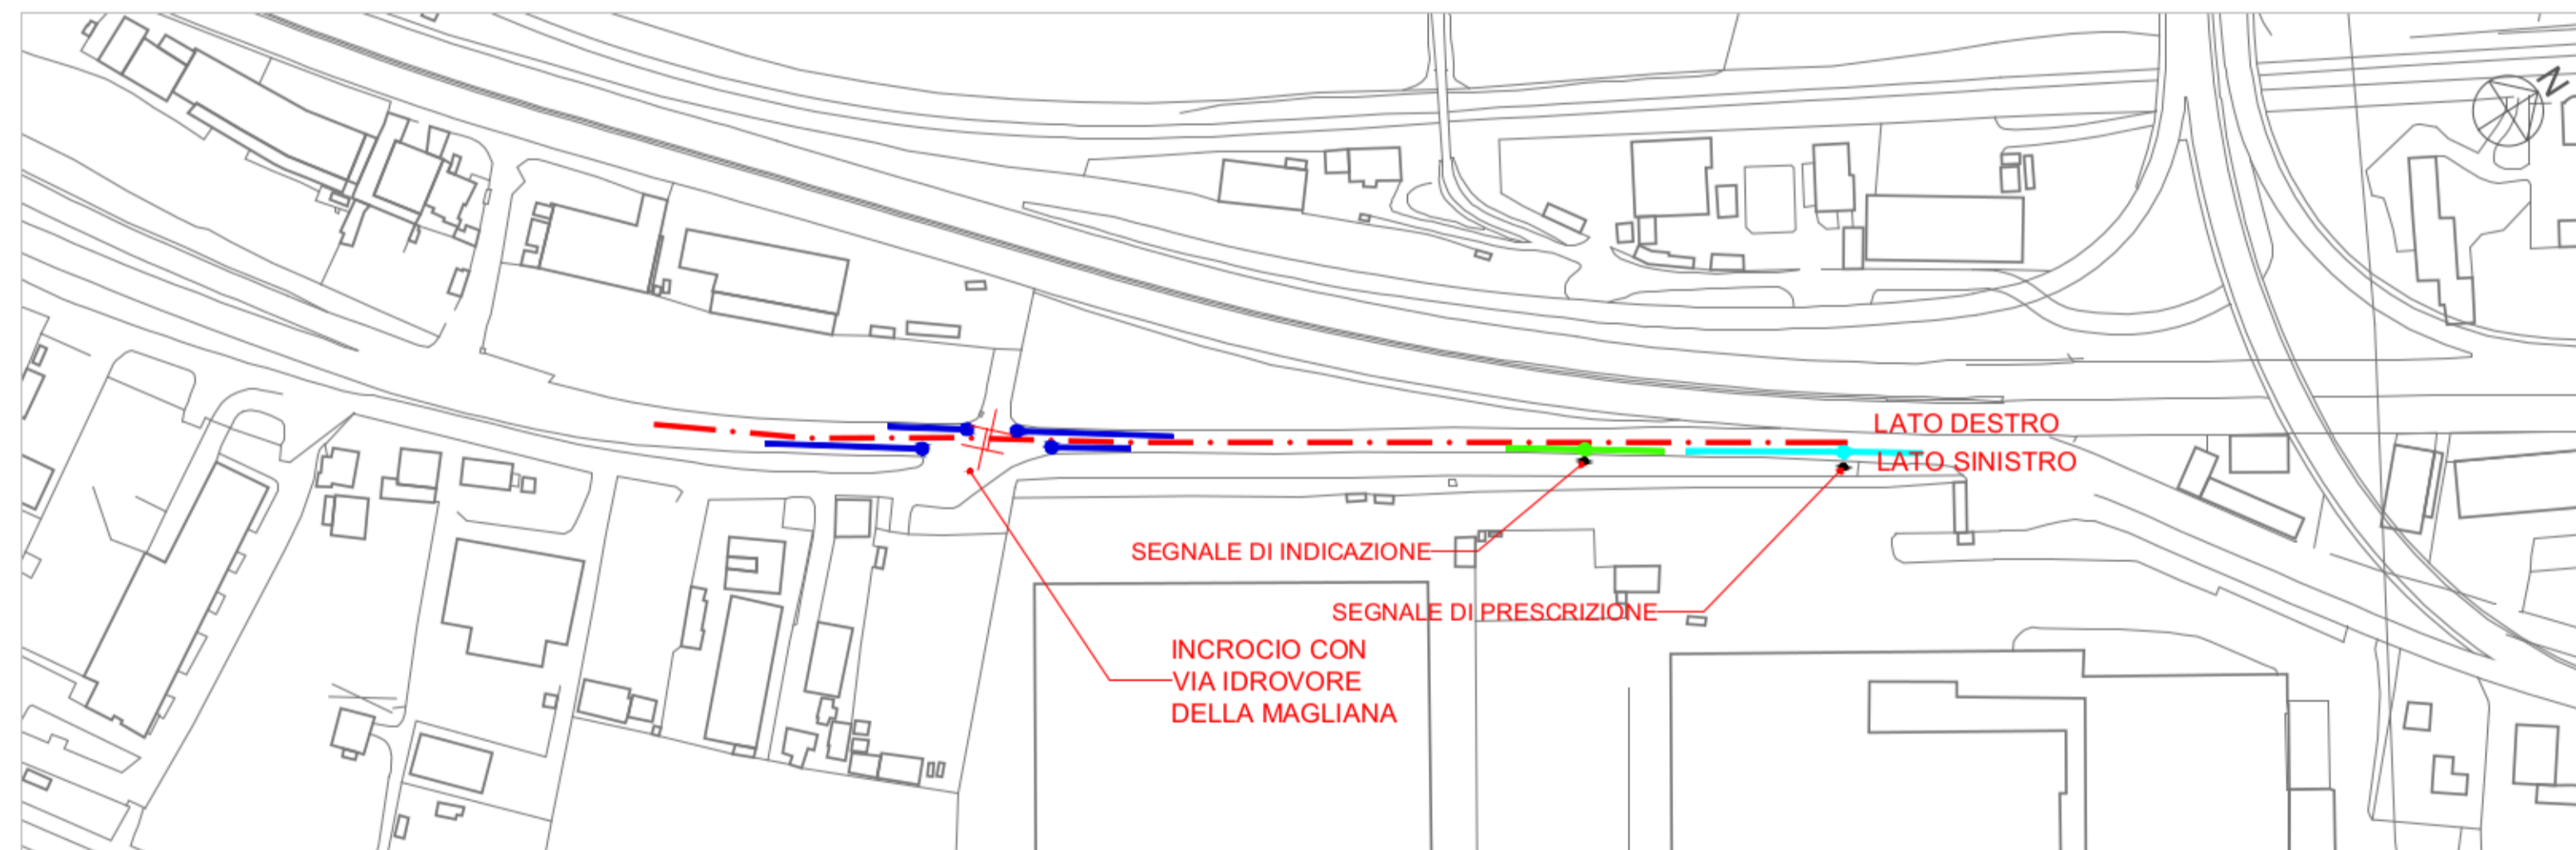 N
LATO DESTRO
LATO SINISTRO
SEGNALE DI INDICAZIONE
SEGNALE DI PRESCRIZIONE
INCROCIO CON
VIA IDROVORE
DELLA MAGLIANA